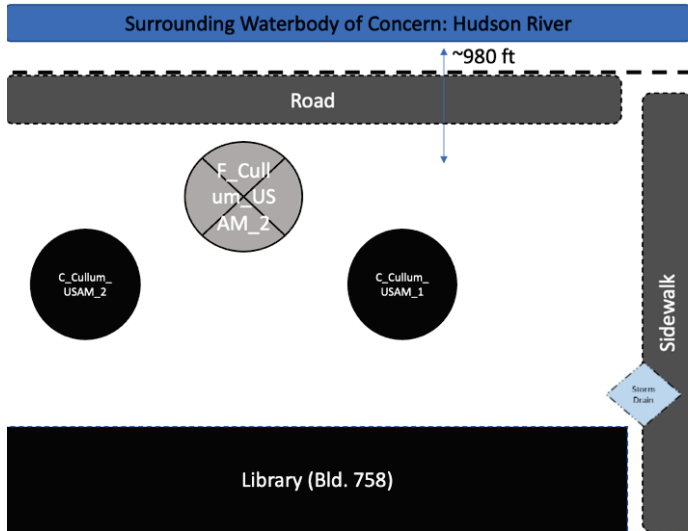 Surrounding Waterbody of Concern: Hudson River
~980 ft
Road
F_Cull
um_US
AM_2
C_Cullum_
USAM_2
C_Cullum_
USAM_1
Sidewalk
Storm
Drain
Library (Bld. 758)